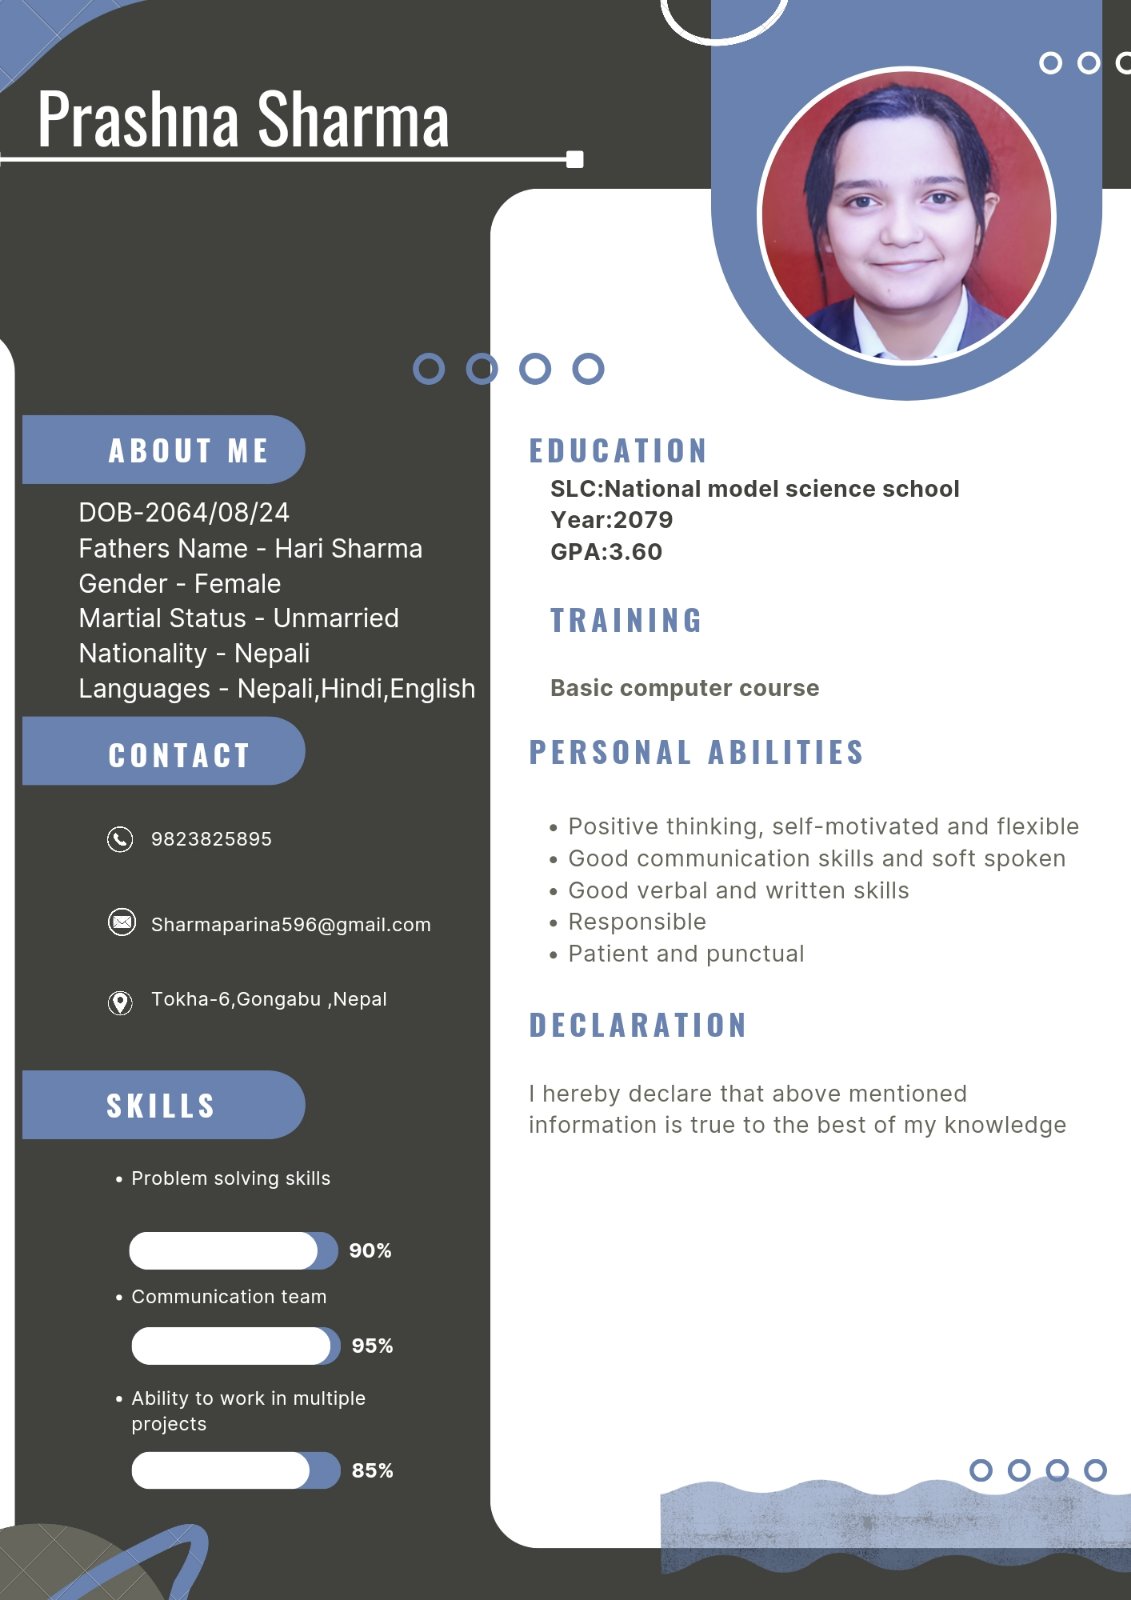 Prashna Sharma
ABOUT ME
DOB-2064/08/24
Fathers Name - Hari Sharma
Gender - Female
Martial Status - Unmarried
Nationality - Nepali
Languages - Nepali,Hindi,English
CONTACT
9823825895
Sharmaparina596@gmail.com
Tokha-6,Gongabu ,Nepal
SKILLS
• Problem solving skills
90%
• Communication team
95%
• Ability to work in multiple
projects
85%
EDUCATION
SLC:National model science school
Year:2079
GPA:3.60
TRAINING
Basic computer course
PERSONAL ABILITIES
• Positive thinking, self-motivated and flexible
• Good communication skills and soft spoken
• Good verbal and written skills
• Responsible
• Patient and punctual
DECLARATION
I hereby declare that above mentioned
information is true to the best of my knowledge